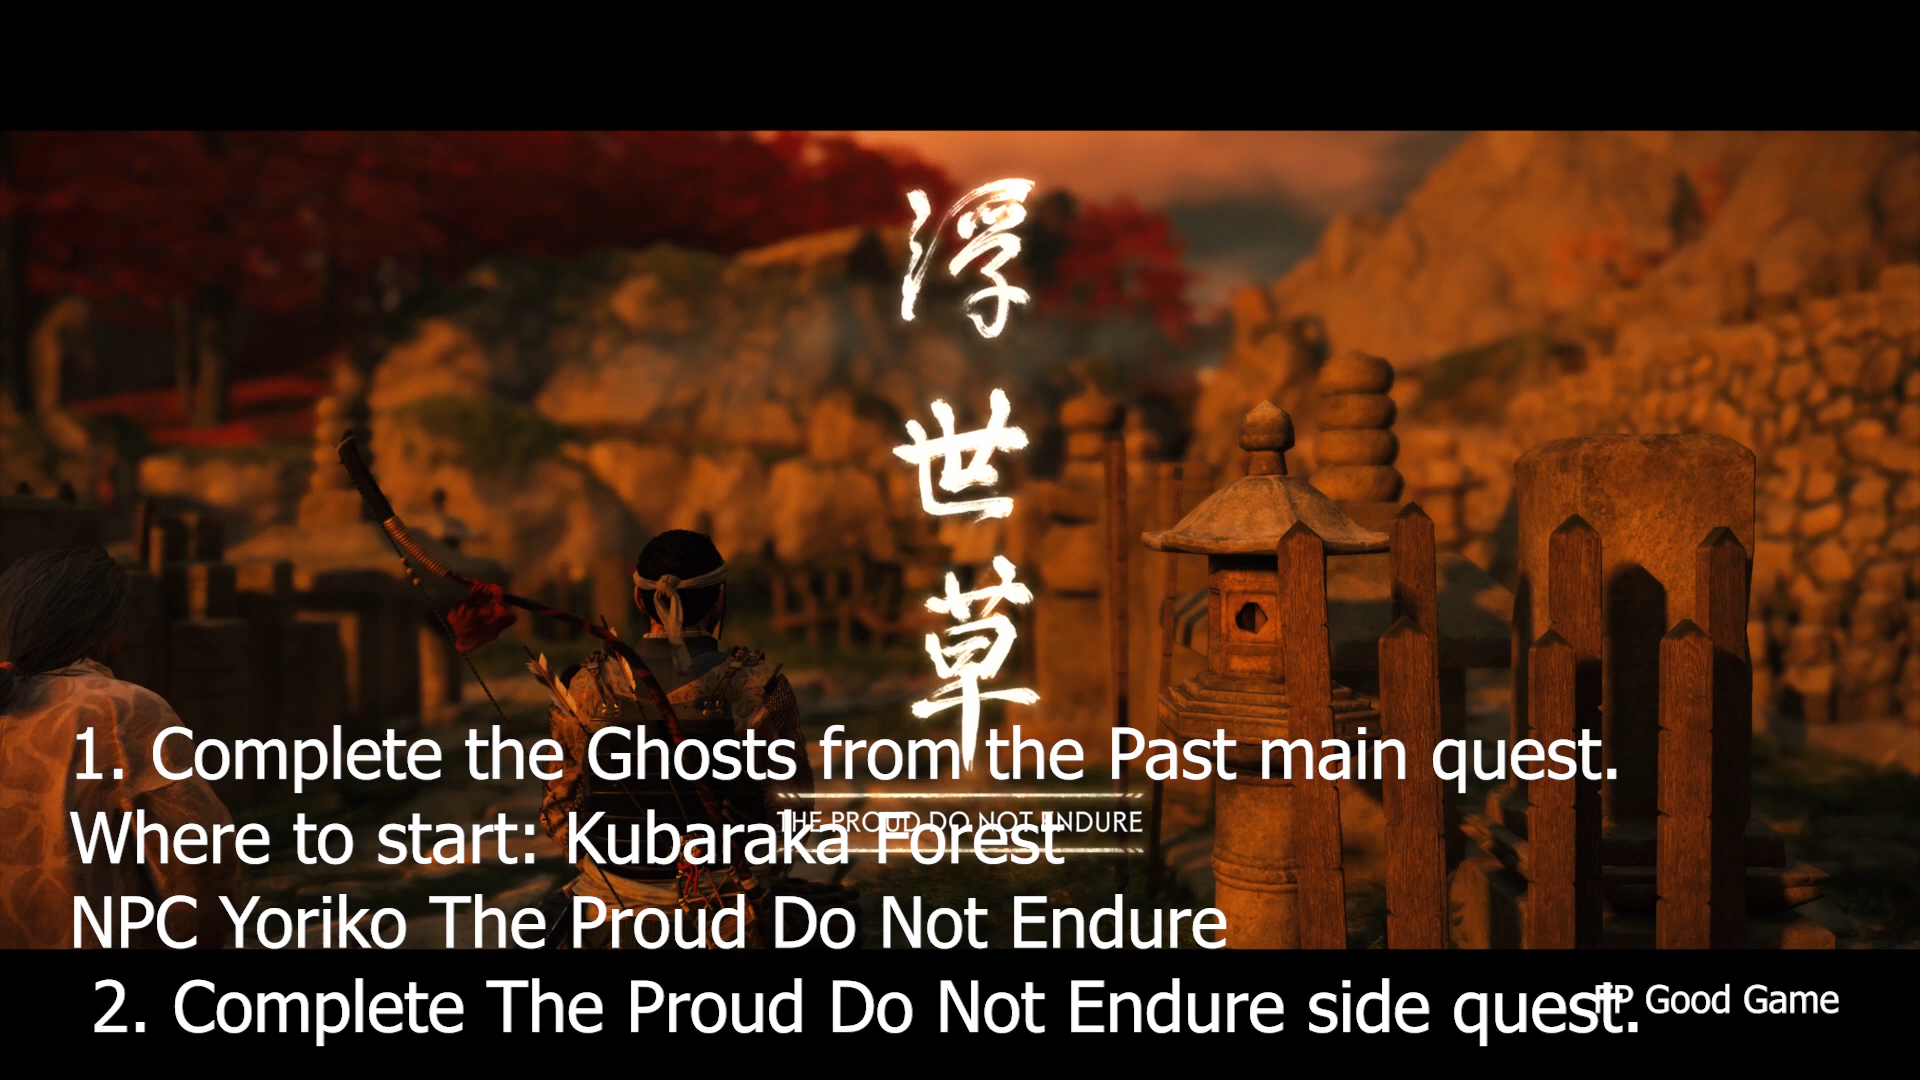 浮世草
1. Complete the Ghosts from the Past main quest.
THE PROUD DO NOT ENDURE
Where to start: Kubaraka Forest
NPC Yoriko The Proud Do Not Endure
2. Complete The Proud Do Not Endure side quest.
Good Game